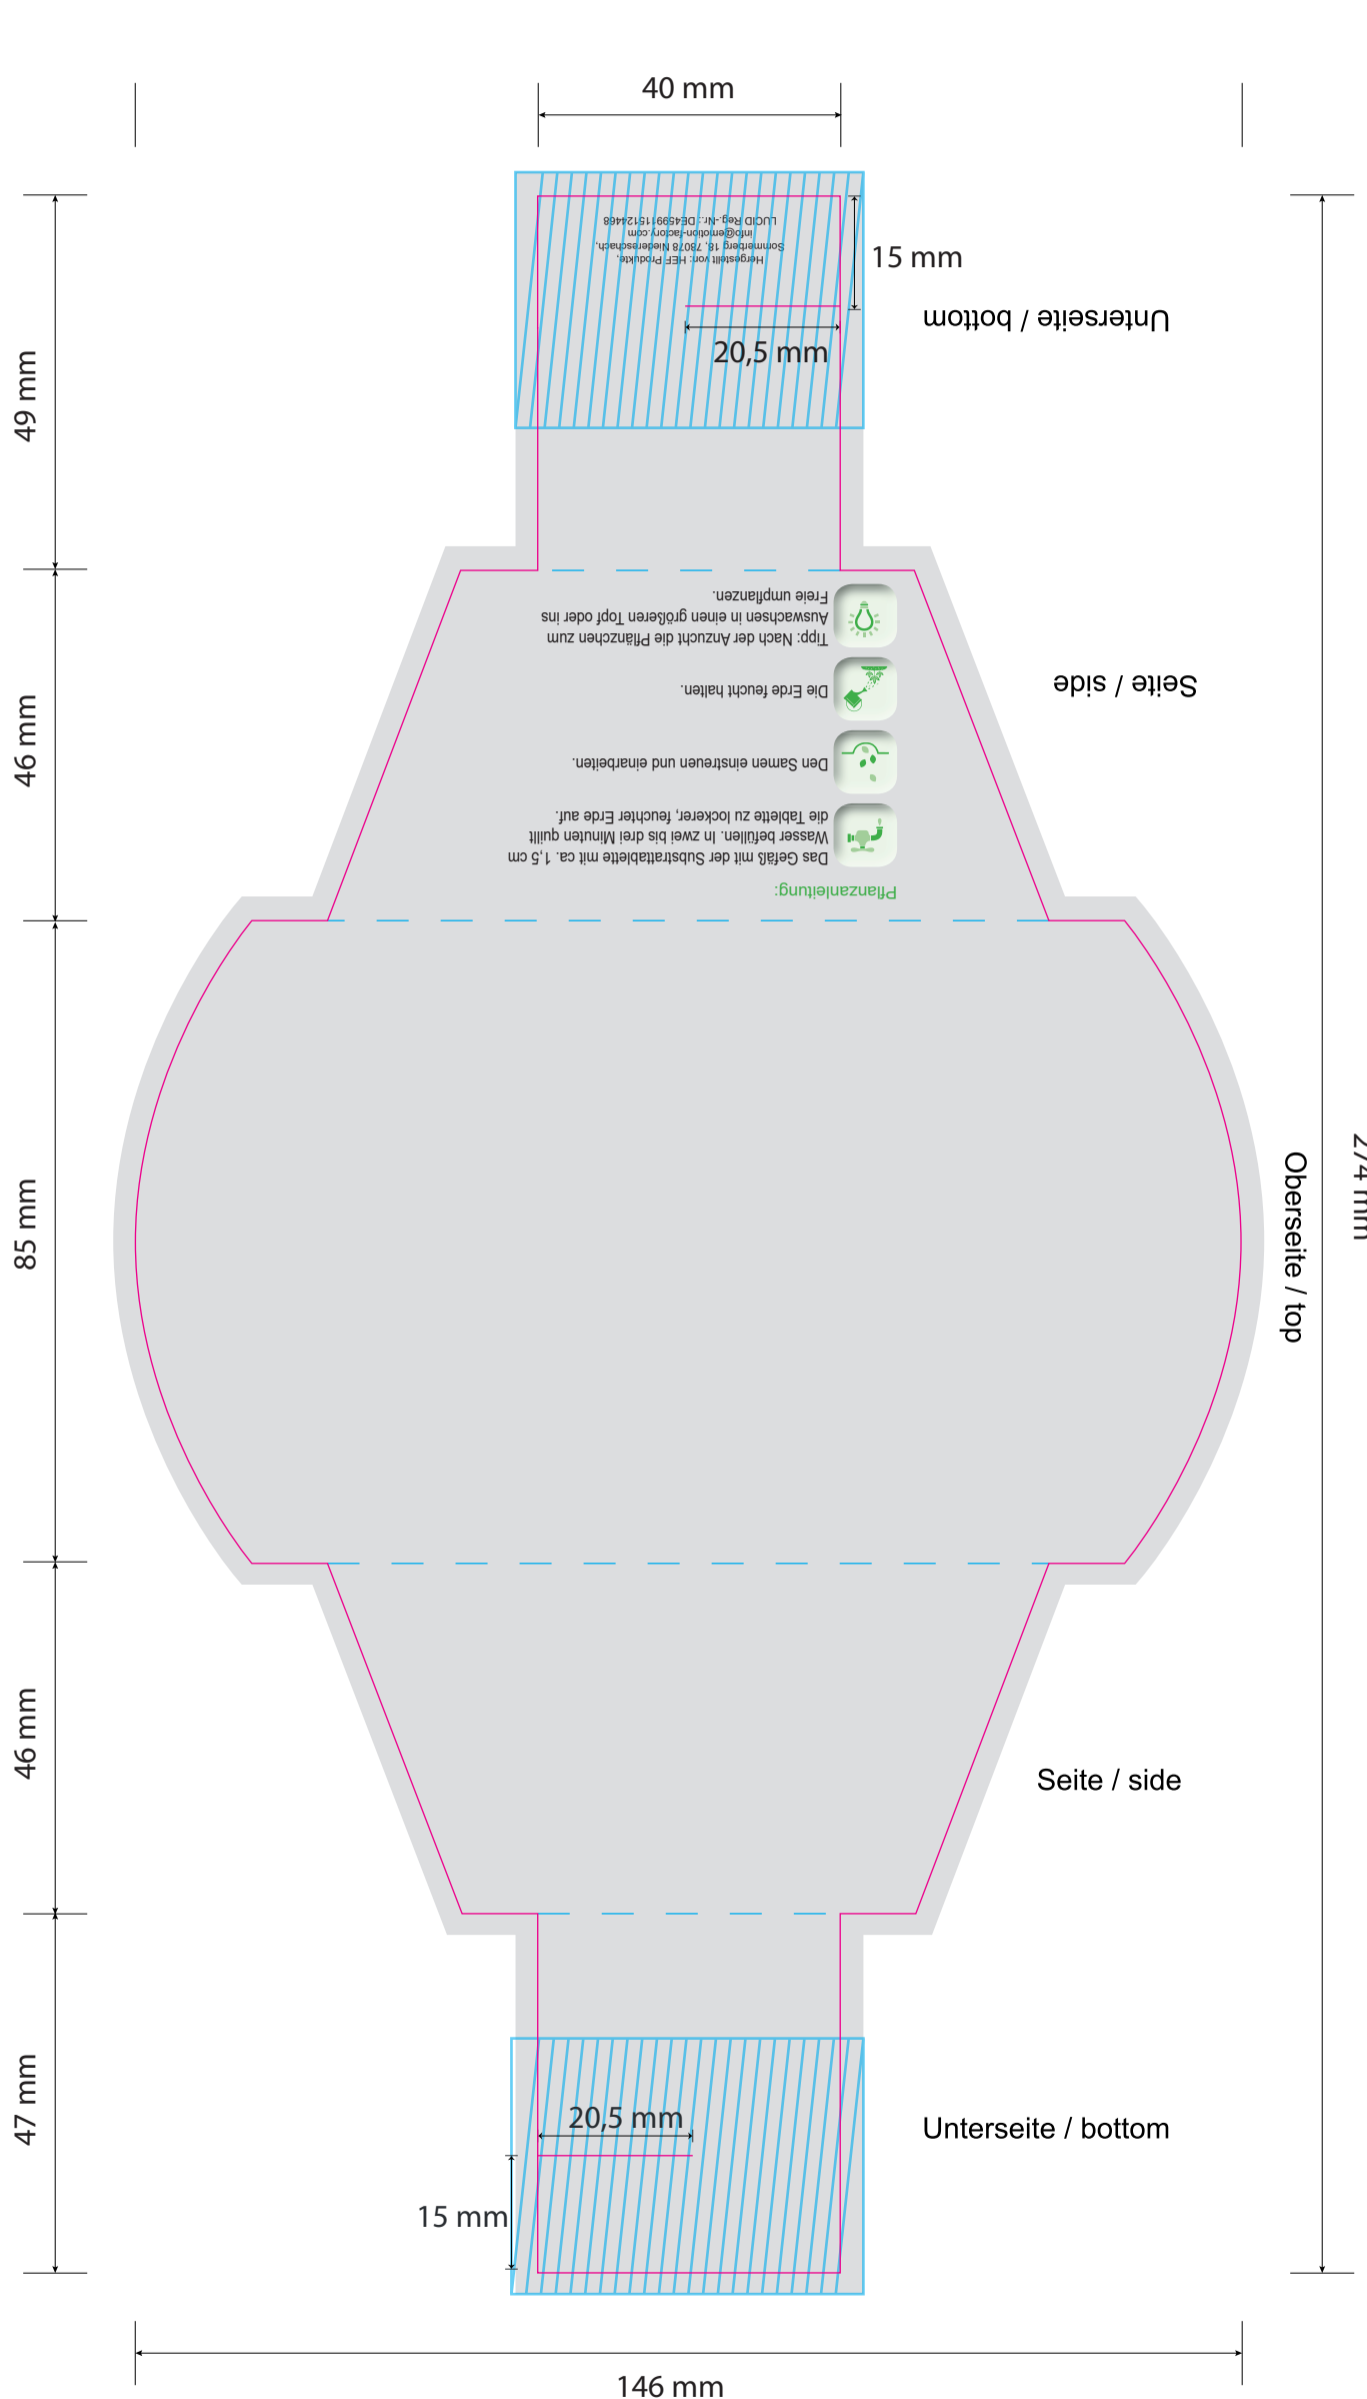 40 mm
Hergestellt von: HEF Produkte,
Sommerberg 18, 78078 Niedereschach,
info@emotion-factory.com
LUCID Reg.-Nr.: DE4599115124468
15 mm
20,5 mm
Unterseite / bottom
49 mm
Seite / side
46 mm
Pflanzanleitung:
Das Gefäß mit der Substrattablette mit ca. 1,5 cm
Wasser befüllen. In zwei bis drei Minuten quillt
die Tablette zu lockerer, feuchter Erde auf.
Den Samen einstreuen und einarbeiten.
Die Erde feucht halten.
Tipp: Nach der Anzucht die Pflänzchen zum
Auswachsen in einen größeren Topf oder ins
Freie umpflanzen.
85 mm
Oberseite / top
274 mm
46 mm
Seite / side
47 mm
20,5 mm
15 mm
Unterseite / bottom
146 mm